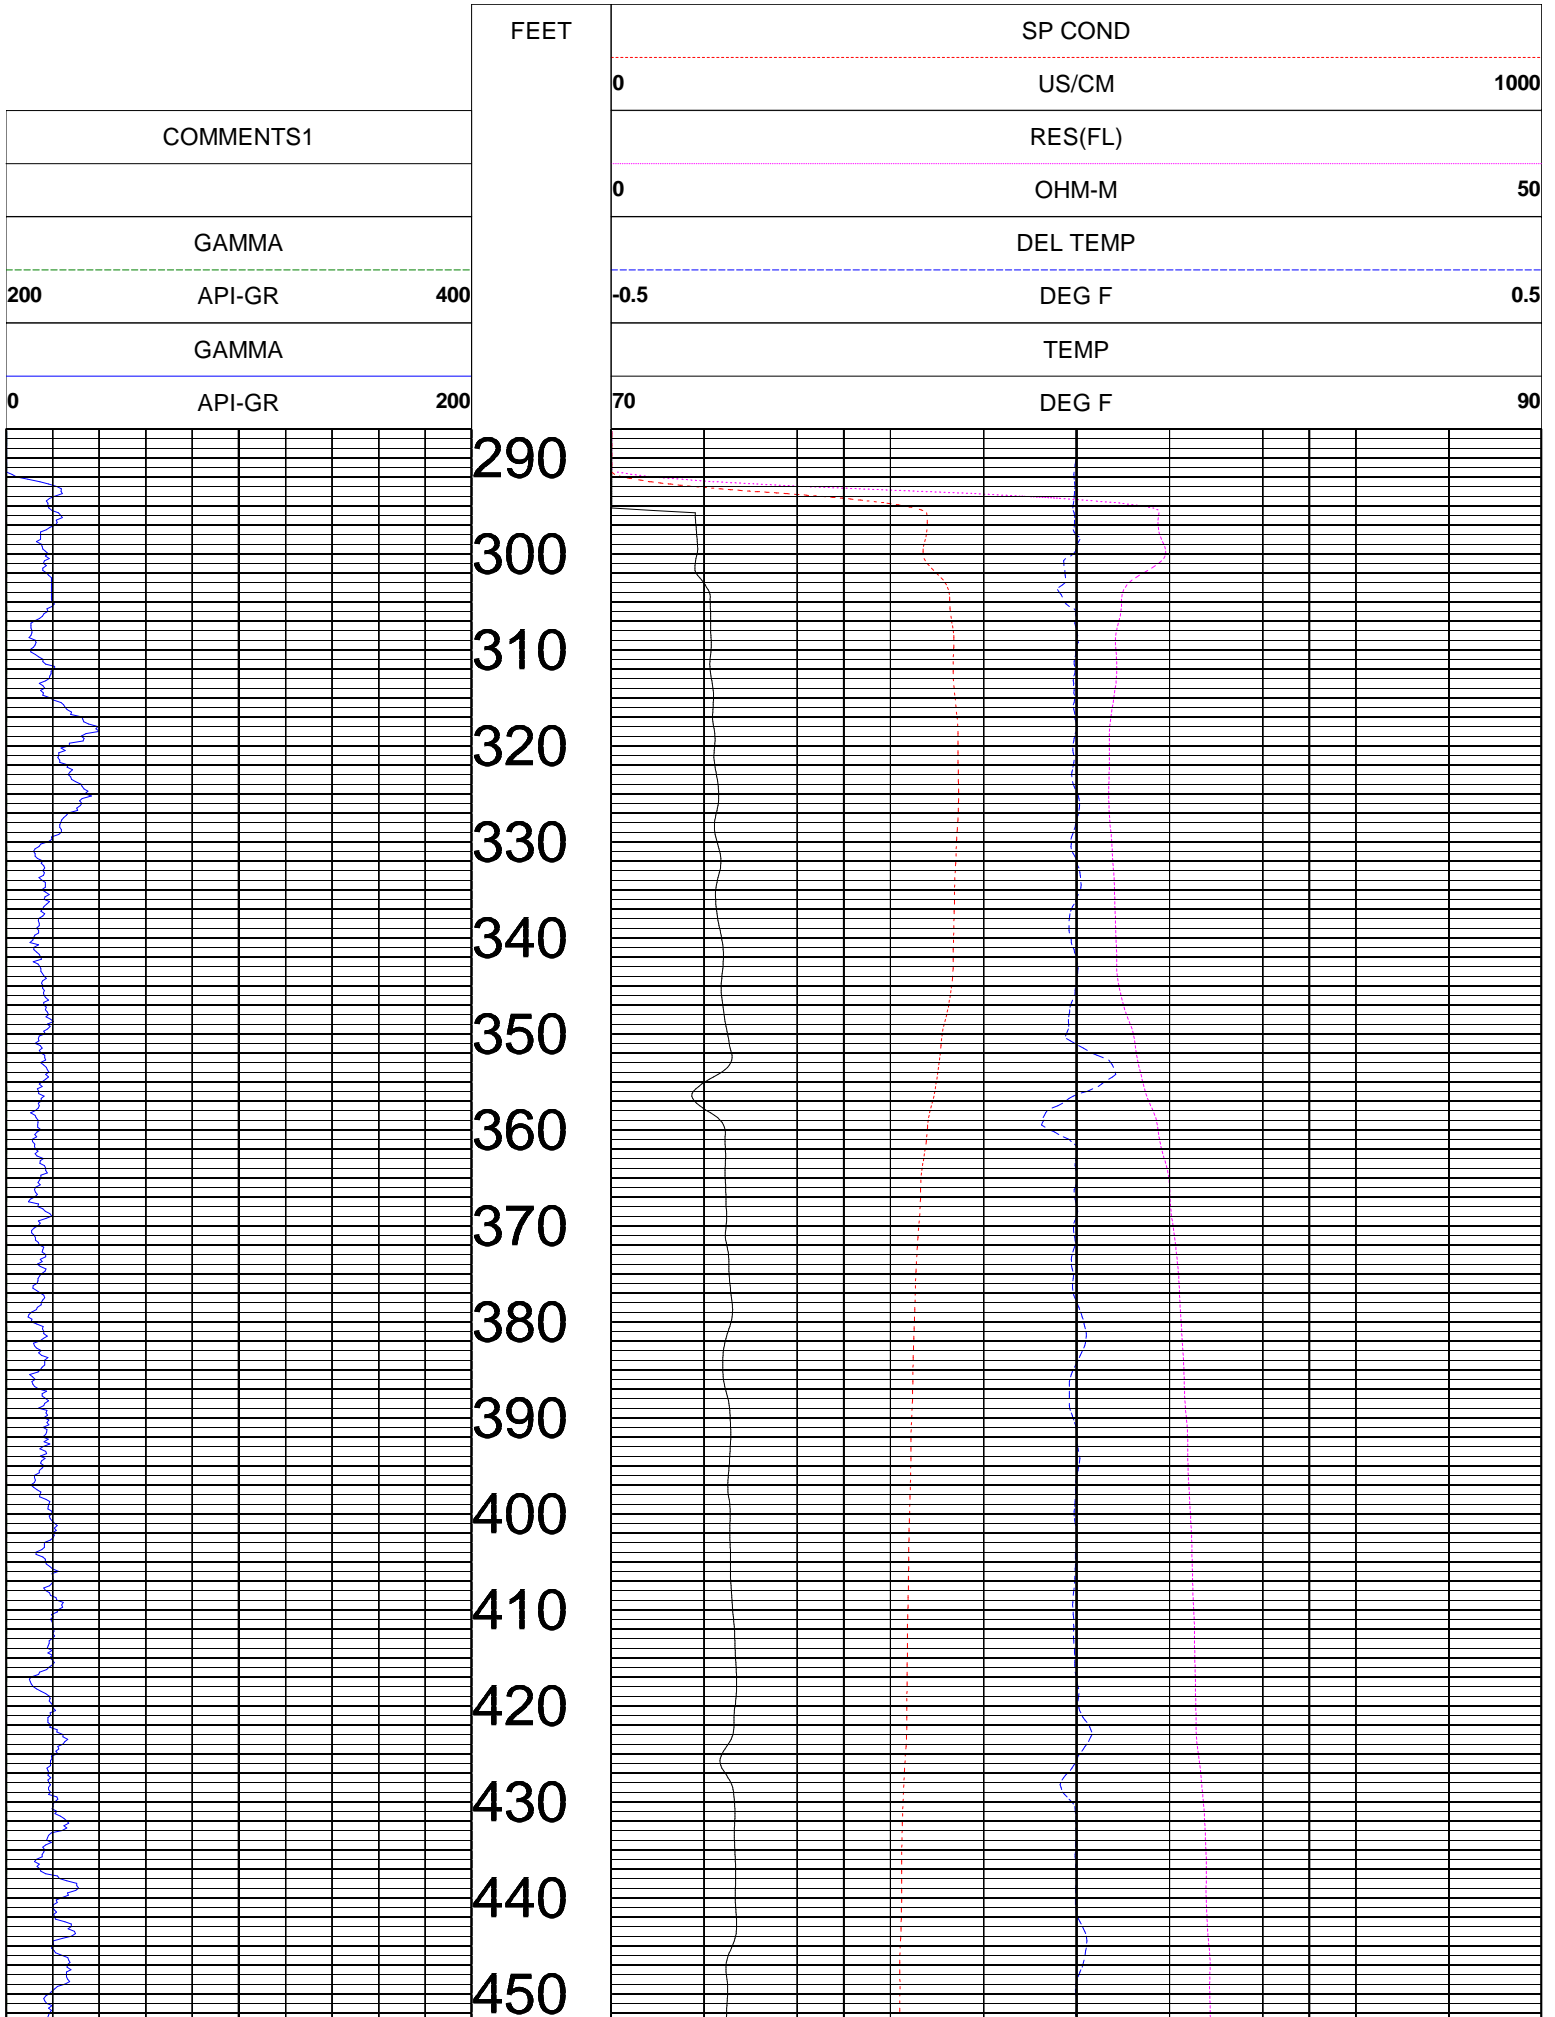 FEET
SP COND
0 US/CM 1000
COMMENTS1
RES(FL)
0 OHM-M 50
GAMMA
DEL TEMP
200 API-GR 400
-0.5 DEG F 0.5
GAMMA
TEMP
0 API-GR 200
70 DEG F 90
290
300
310
320
330
340
350
360
370
380
390
400
410
420
430
440
450